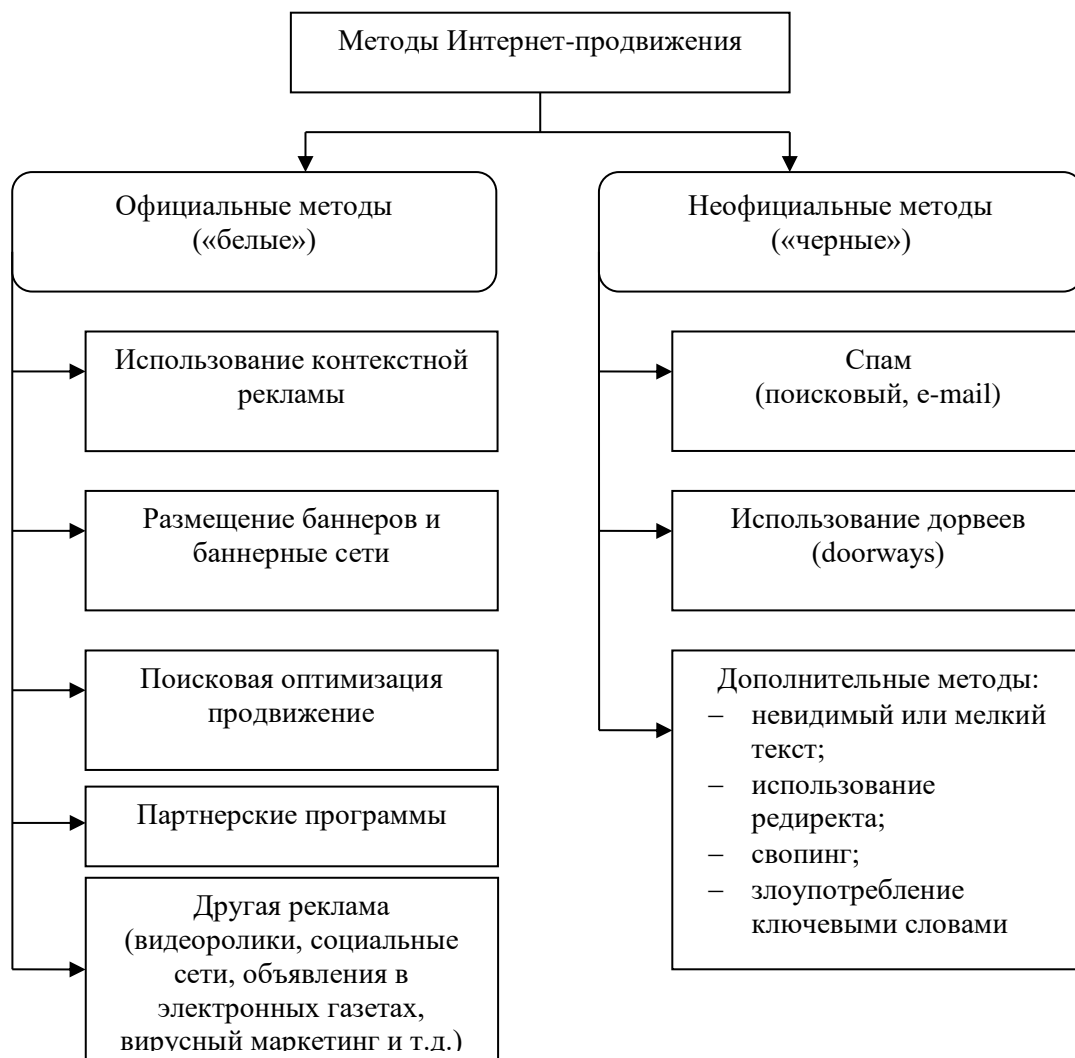 Методы Интернет-продвижения
Официальные методы
(«белые»)
Использование контекстной
рекламы
Размещение баннеров и
баннерные сети
Поисковая оптимизация
продвижение
Партнерские программы
Другая реклама
(видеоролики, социальные
сети, объявления в
электронных газетах,
вирусный маркетинг и т.д.)
Неофициальные методы
(«черные»)
Спам
(поисковый, e-mail)
Использование дорвеев
(doorways)
Дополнительные методы:
– невидимый или мелкий
текст;
– использование
редиректа;
– свопинг;
– злоупотребление
ключевыми словами